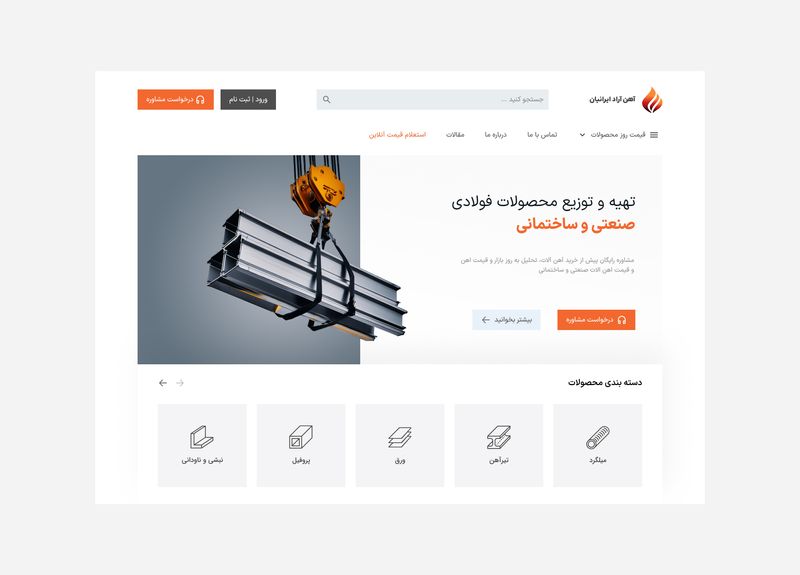 آهن آراد ایرانیان
جستجو کنید ...
ورود | ثبت نام
درخواست مشاوره
قیمت روز محصولات
تماس با ما
درباره ما
مقالات
استعلام قیمت آنلاین
تهیه و توزیع محصولات فولادی
صنعتی و ساختمانی
مشاوره رایگان پیش از خرید آهن آلات، تحلیل به روز بازار و قیمت آهن
و قیمت آهن آلات صنعتی و ساختمانی
درخواست مشاوره
بیشتر بخوانید
دسته بندی محصولات
میلگرد
تیرآهن
ورق
پروفیل
نبشی و ناودانی